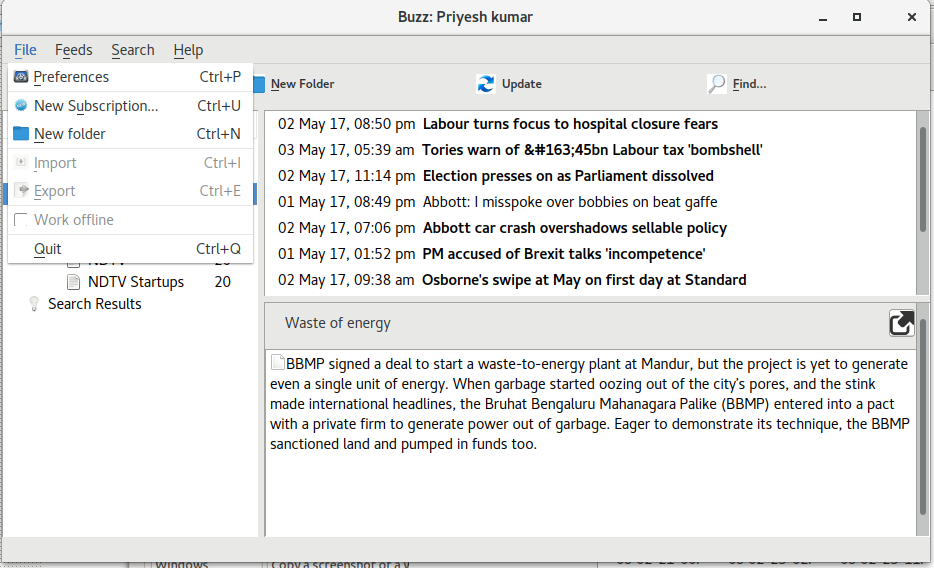 Buzz: Priyesh kumar
File Feeds Search Help
Preferences Ctrl+P
New Subscription... Ctrl+U
New folder Ctrl+N
Import Ctrl+I
Export Ctrl+E
Work offline
Quit Ctrl+Q
New Folder Update Find...
NDTV 20
NDTV Startups 20
Search Results
02 May 17, 08:50 pm Labour turns focus to hospital closure fears
03 May 17, 05:39 am Tories warn of &#163;45bn Labour tax 'bombshell'
02 May 17, 11:14 pm Election presses on as Parliament dissolved
01 May 17, 08:49 pm Abbott: I misspoke over bobbies on beat gaffe
02 May 17, 07:06 pm Abbott car crash overshadows sellable policy
01 May 17, 01:52 pm PM accused of Brexit talks 'incompetence'
02 May 17, 09:38 am Osborne's swipe at May on first day at Standard
Waste of energy
BBMP signed a deal to start a waste-to-energy plant at Mandur, but the project is yet to generate
even a single unit of energy. When garbage started oozing out of the city's pores, and the stink
made international headlines, the Bruhat Bengaluru Mahanagara Palike (BBMP) entered into a pact
with a private firm to generate power out of garbage. Eager to demonstrate its technique, the BBMP
sanctioned land and pumped in funds too.
Windows Copy a screenshot of a